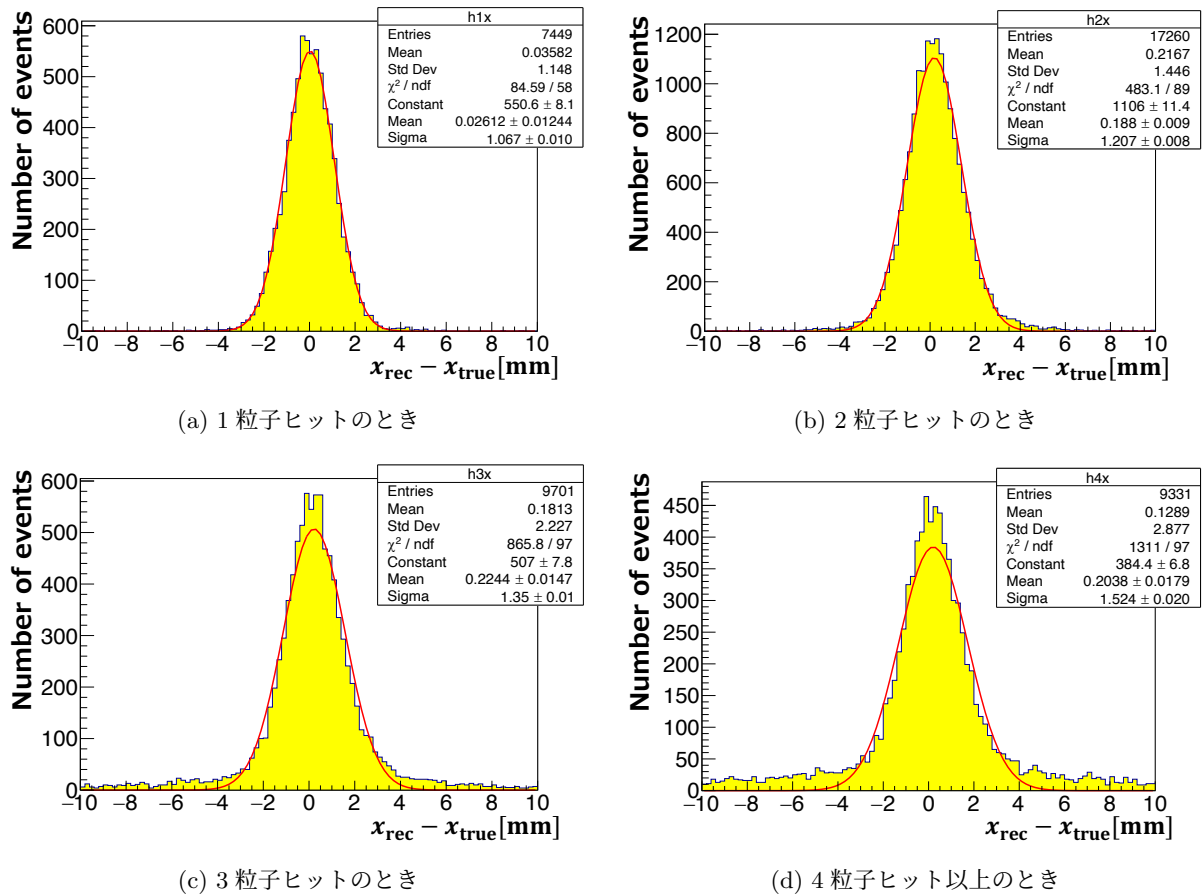 h1x
Entries 7449
Mean 0.03582
Std Dev 1.148
χ² / ndf 84.59 / 58
Constant 550.6 ± 8.1
Mean 0.02612 ± 0.01244
Sigma 1.067 ± 0.010
Number of events
600
500
400
300
200
100
0
−10 −8 −6 −4 −2 0 2 4 6 8 10
x_rec − x_true[mm]
(a) 1 粒子ヒットのとき
h2x
Entries 17260
Mean 0.2167
Std Dev 1.446
χ² / ndf 483.1 / 89
Constant 1106 ± 11.4
Mean 0.188 ± 0.009
Sigma 1.207 ± 0.008
Number of events
1200
1000
800
600
400
200
0
−10 −8 −6 −4 −2 0 2 4 6 8 10
x_rec − x_true[mm]
(b) 2 粒子ヒットのとき
h3x
Entries 9701
Mean 0.1813
Std Dev 2.227
χ² / ndf 865.8 / 97
Constant 507 ± 7.8
Mean 0.2244 ± 0.0147
Sigma 1.35 ± 0.01
Number of events
600
500
400
300
200
100
0
−10 −8 −6 −4 −2 0 2 4 6 8 10
x_rec − x_true[mm]
(c) 3 粒子ヒットのとき
h4x
Entries 9331
Mean 0.1289
Std Dev 2.877
χ² / ndf 1311 / 97
Constant 384.4 ± 6.8
Mean 0.2038 ± 0.0179
Sigma 1.524 ± 0.020
Number of events
450
400
350
300
250
200
150
100
50
0
−10 −8 −6 −4 −2 0 2 4 6 8 10
x_rec − x_true[mm]
(d) 4 粒子ヒット以上のとき